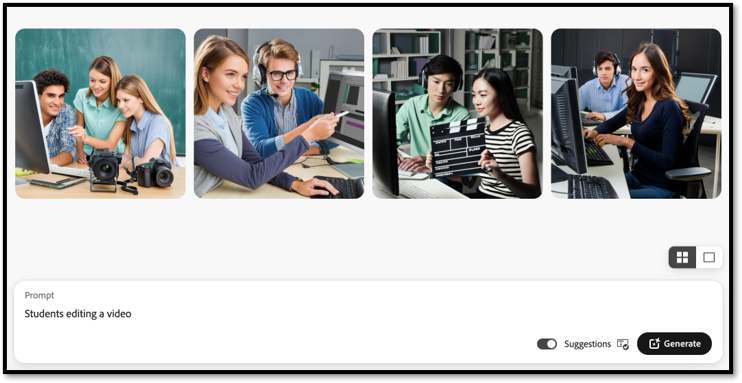 Prompt
Students editing a video
Suggestions
Generate